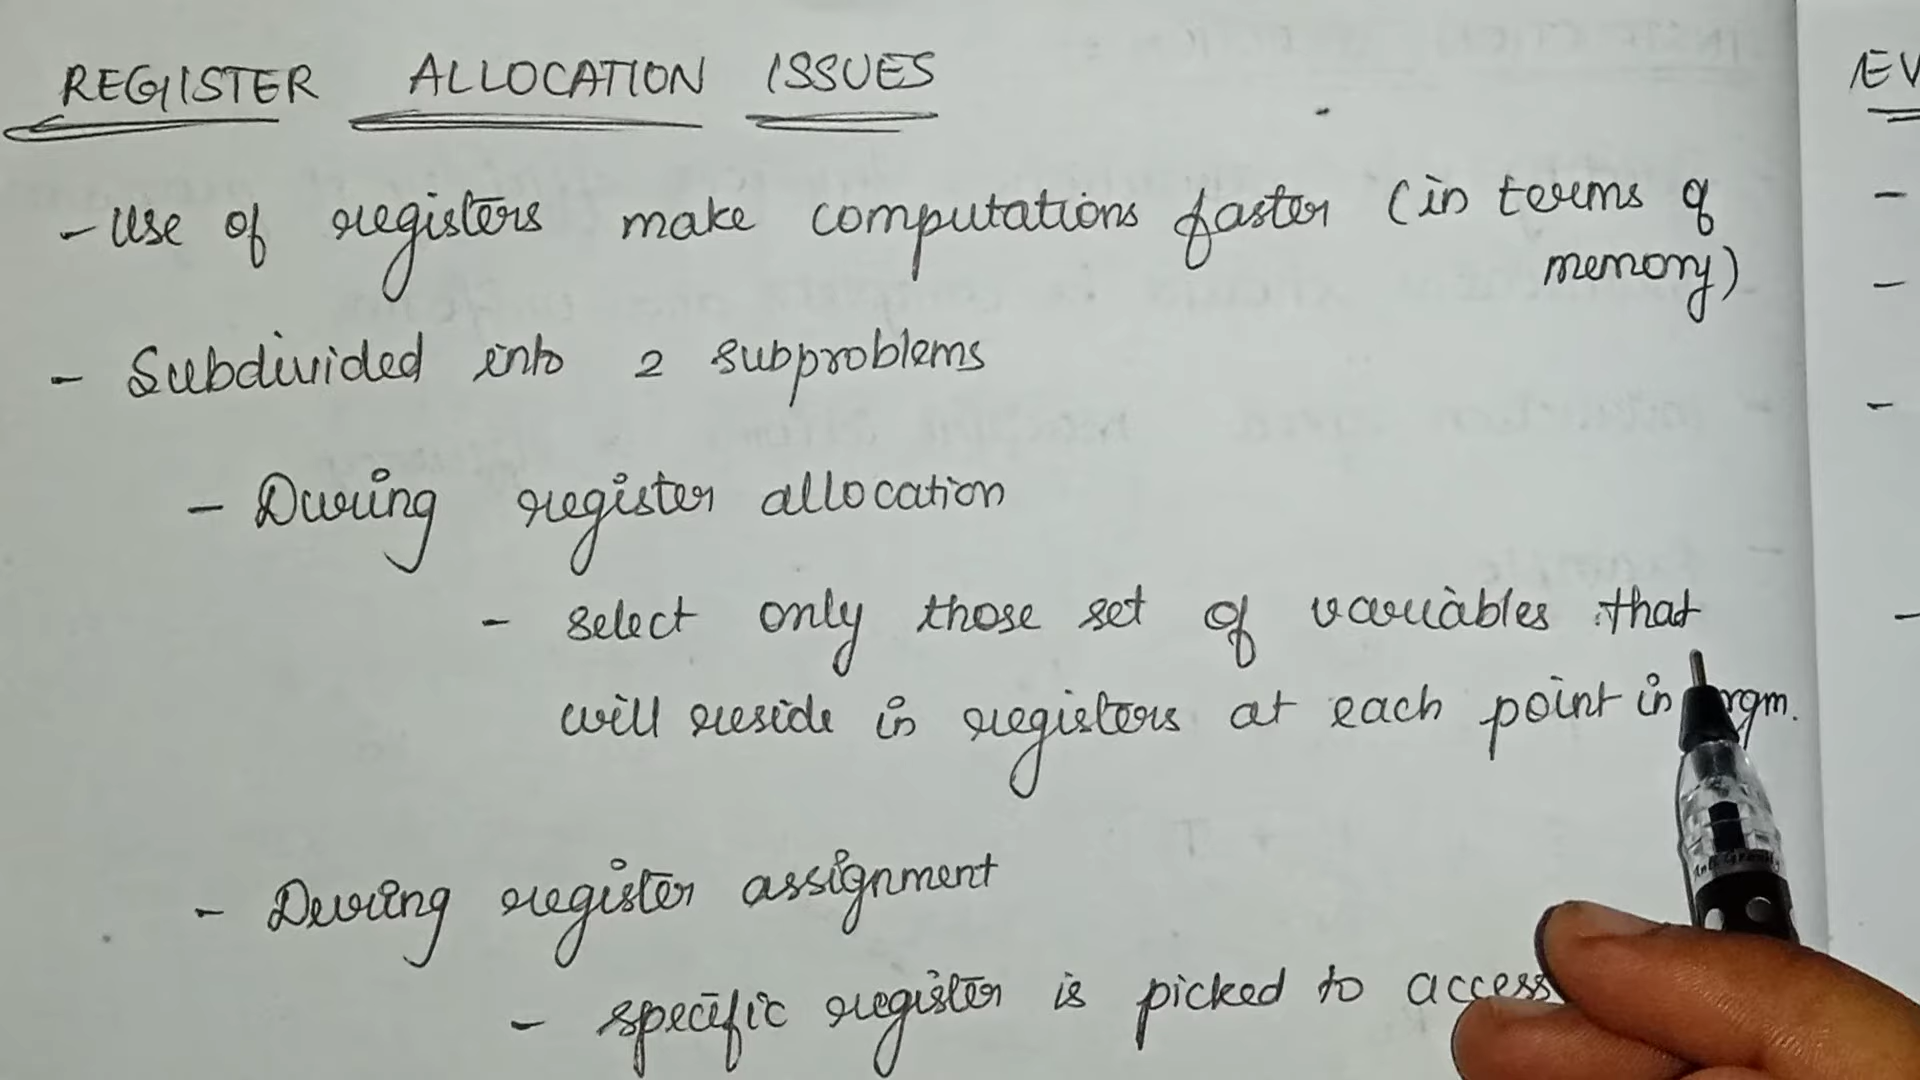 REGISTER ALLOCATION ISSUES
- Use of registers make computations faster (in terms of
memory)
- Subdivided into 2 subproblems
- During register allocation
- select only those set of variables that
will reside in registers at each point in
- During register assignment
- specific register is picked to access
EV